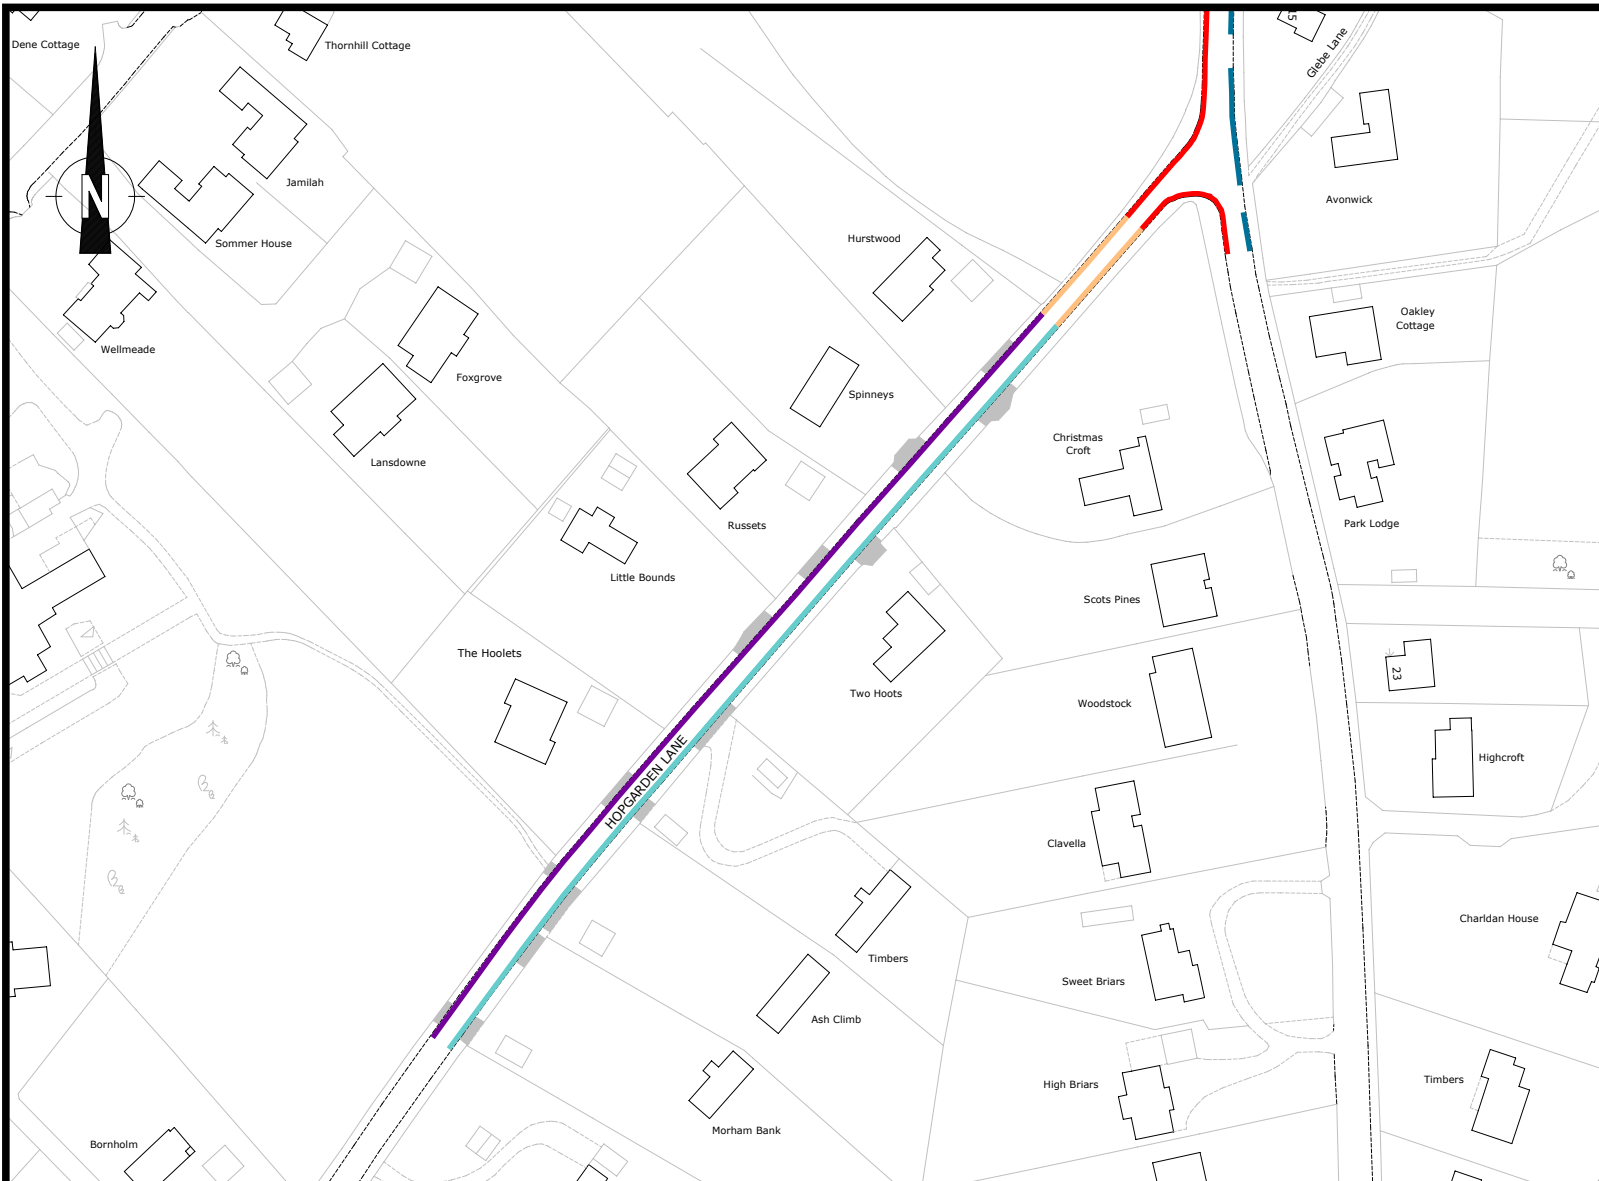 Dene Cottage
Thornhill Cottage
15
Glebe Lane
N
Jamilah
Avonwick
Sommer House
Hurstwood
Oakley
Cottage
Wellmeade
Foxgrove
Spinneys
Christmas
Croft
Lansdowne
Russets
Park Lodge
Little Bounds
Scots Pines
The Hoolets
23
Two Hoots
Woodstock
HOPGARDEN LANE
Highcroft
Clavella
Charldan House
Timbers
Sweet Briars
Ash Climb
High Briars
Timbers
Morham Bank
Bornholm